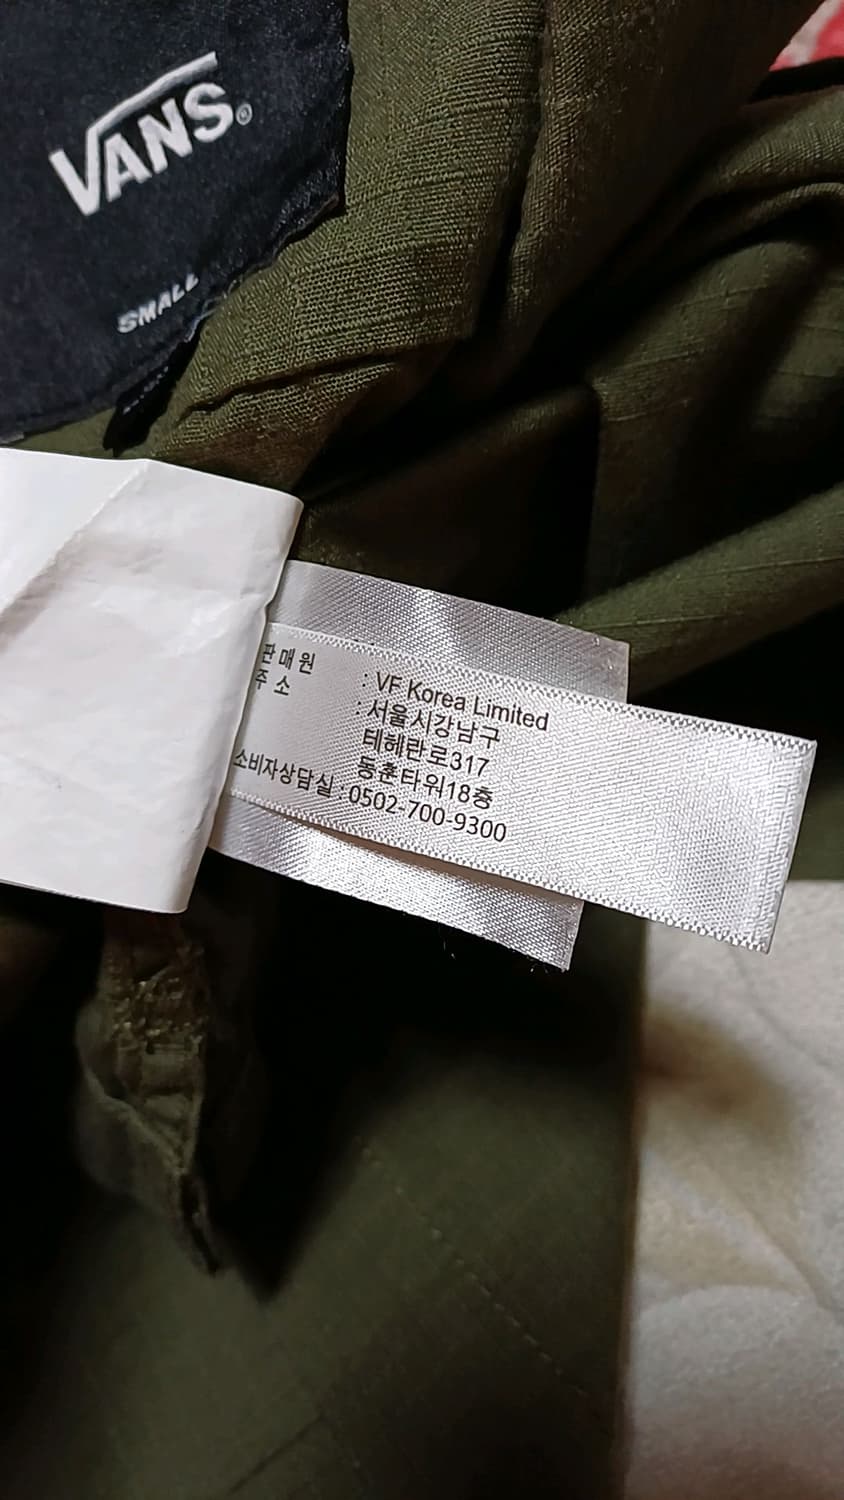 VANS®
SMALL
판매원 : VF Korea Limited
주소 : 서울시강남구
테헤란로317
동훈타워18층
소비자상담실 : 0502-700-9300